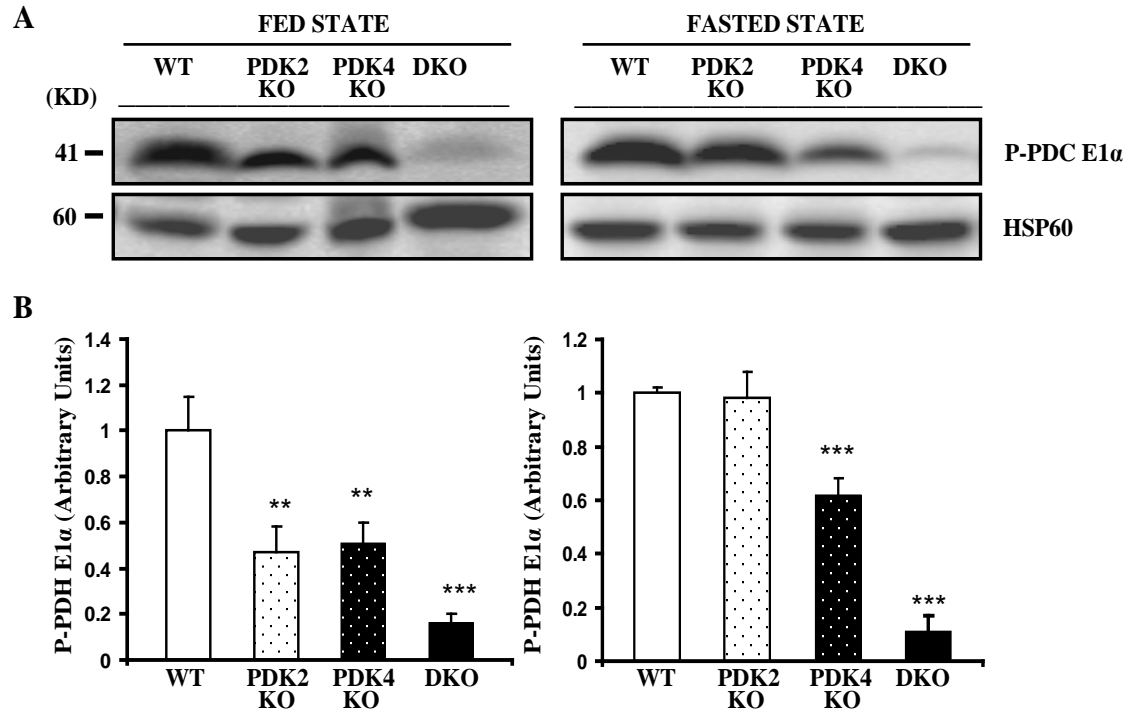 A
FED STATE
FASTED STATE
WT PDK2 KO PDK4 KO DKO
WT PDK2 KO PDK4 KO DKO
(KD)
41
P-PDC E1α
60
HSP60
B
P-PDH E1α (Arbitrary Units)
1.4
1.2
1
0.8
0.6
0.4
0.2
0
**
**
***
WT PDK2 KO PDK4 KO DKO
P-PDH E1α (Arbitrary Units)
1.2
1
0.8
0.6
0.4
0.2
0
***
***
WT PDK2 KO PDK4 KO DKO